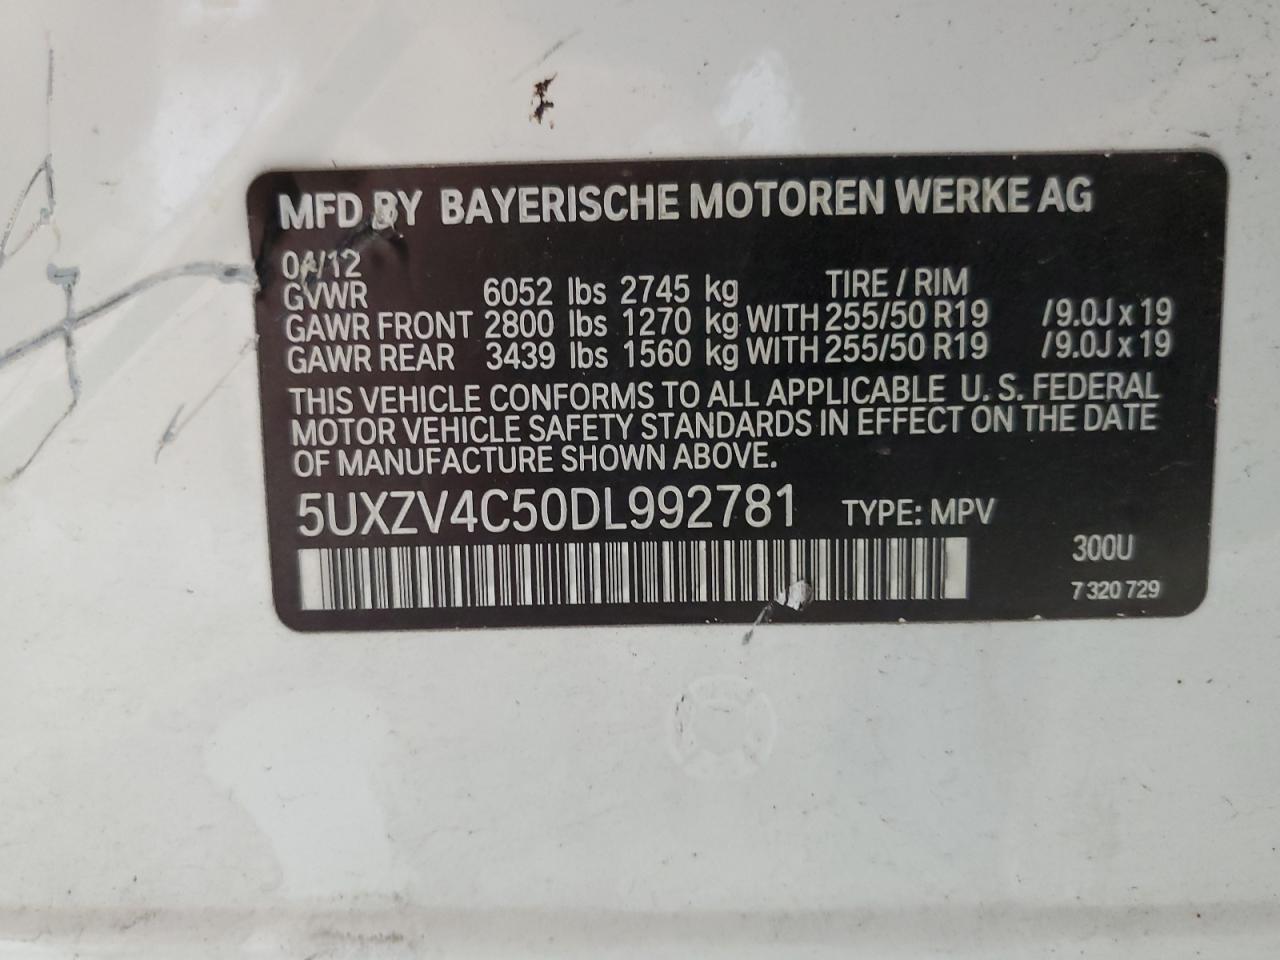 MFD BY BAYERISCHE MOTOREN WERKE AG
04/12
GVWR 6052 lbs 2745 kg TIRE / RIM
GAWR FRONT 2800 lbs 1270 kg WITH 255/50 R19 /9.0J x 19
GAWR REAR 3439 lbs 1560 kg WITH 255/50 R19 /9.0J x 19
THIS VEHICLE CONFORMS TO ALL APPLICABLE U. S. FEDERAL
MOTOR VEHICLE SAFETY STANDARDS IN EFFECT ON THE DATE
OF MANUFACTURE SHOWN ABOVE.
5UXZV4C50DL992781 TYPE: MPV
300U
7 320 729